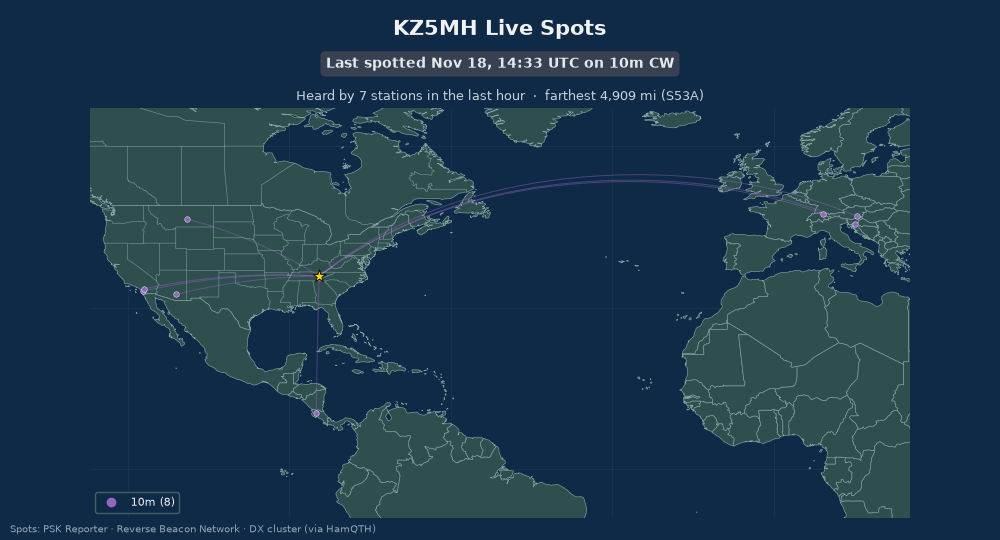 KZ5MH Live Spots
Last spotted Nov 18, 14:33 UTC on 10m CW
Heard by 7 stations in the last hour · farthest 4,909 mi (S53A)
10m (8)
Spots: PSK Reporter · Reverse Beacon Network · DX cluster (via HamQTH)